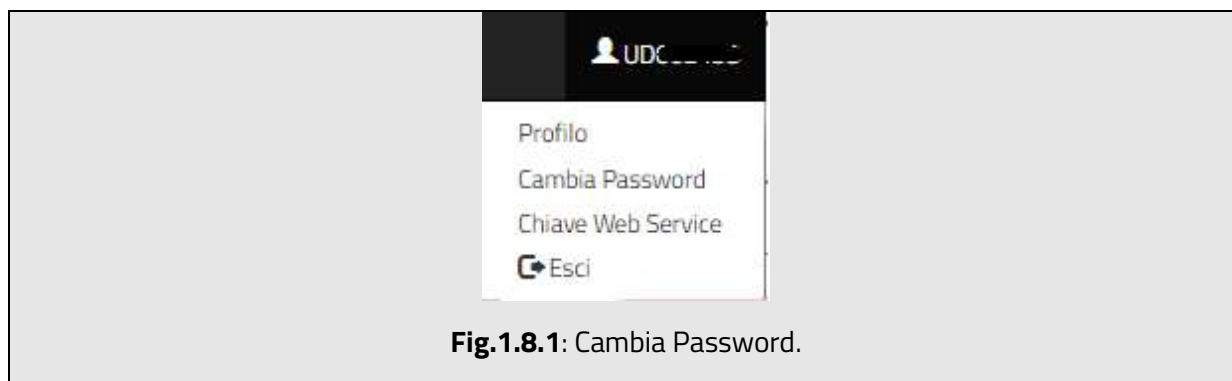 Profilo
Cambia Password
Chiave Web Service
Esci
Fig.1.8.1: Cambia Password.